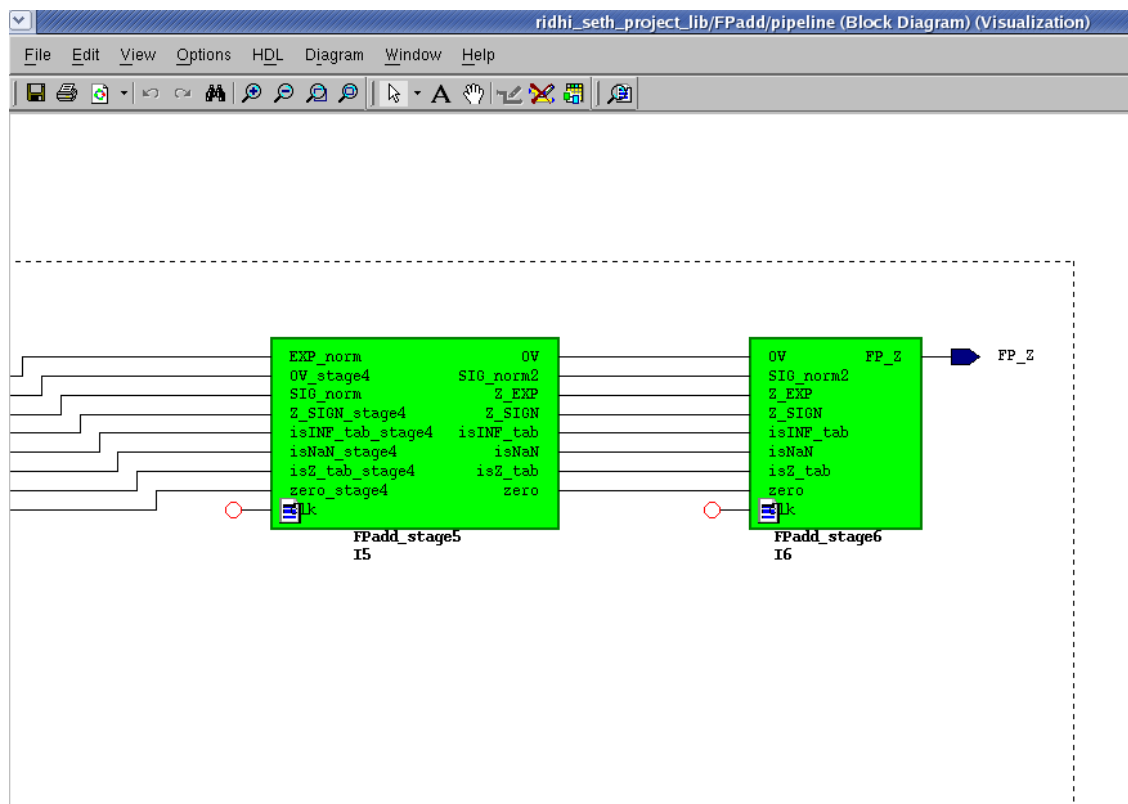 ridhi_seth_project_lib/FPadd/pipeline (Block Diagram) (Visualization)
File Edit View Options HDL Diagram Window Help
A
EXP_norm OV
OV_stage4 SIG_norm2
SIG_norm Z_EXP
Z_SIGN_stage4 Z_SIGN
isINF_tab_stage4 isINF_tab
isNaN_stage4 isNaN
isZ_tab_stage4 isZ_tab
zero_stage4 zero
clk
FPadd_stage5
I5
OV FP_Z
SIG_norm2
Z_EXP
Z_SIGN
isINF_tab
isNaN
isZ_tab
zero
clk
FPadd_stage6
I6
FP_Z